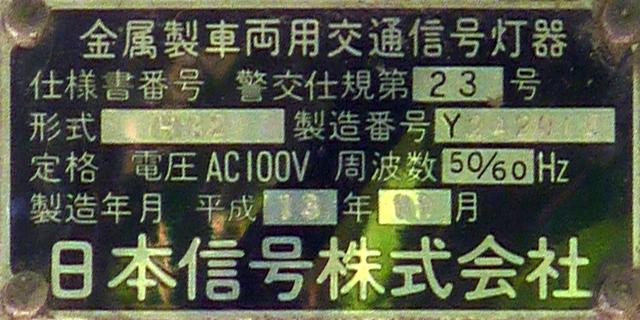 金属製車両用交通信号灯器
仕様書番号 警交仕規第 23 号
形式 製造番号 Y
定格 電圧 AC100V 周波数 50/60 Hz
製造年月 平成 年 月
日本信号株式会社